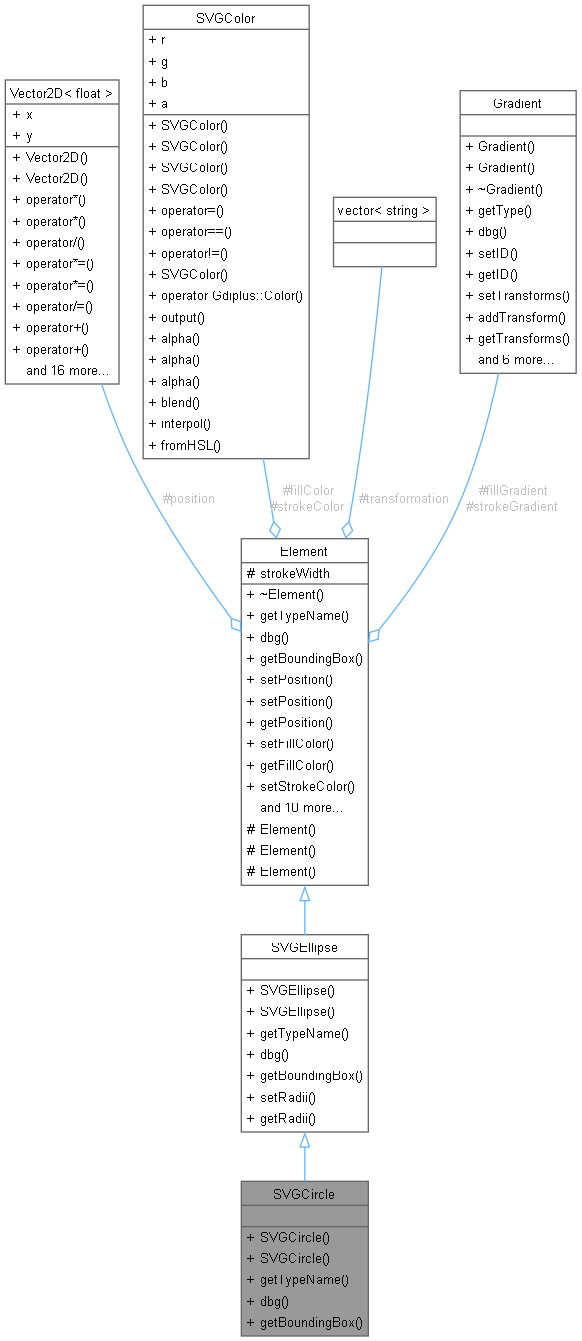 SVGColor
+ r
+ g
+ b
+ a
+ SVGColor()
+ SVGColor()
+ SVGColor()
+ SVGColor()
+ operator=()
+ operator==()
+ operator!=()
+ SVGColor()
+ operator Gdiplus::Color()
+ output()
+ alpha()
+ alpha()
+ alpha()
+ blend()
+ interpol()
+ fromHSL()
Vector2D< float >
+ x
+ y
+ Vector2D()
+ Vector2D()
+ operator*()
+ operator*()
+ operator/()
+ operator*=()
+ operator*=()
+ operator/=()
+ operator+()
+ operator+()
and 16 more...
vector< string >
Gradient
+ Gradient()
+ Gradient()
+ ~Gradient()
+ getType()
+ dbg()
+ setID()
+ getID()
+ setTransforms()
+ addTransform()
+ getTransforms()
and 6 more...
#position
#fillColor
#strokeColor
#transformation
#fillGradient
#strokeGradient
Element
# strokeWidth
+ ~Element()
+ getTypeName()
+ dbg()
+ getBoundingBox()
+ setPosition()
+ setPosition()
+ getPosition()
+ setFillColor()
+ getFillColor()
+ setStrokeColor()
and 10 more...
# Element()
# Element()
# Element()
SVGEllipse
+ SVGEllipse()
+ SVGEllipse()
+ getTypeName()
+ dbg()
+ getBoundingBox()
+ setRadii()
+ getRadii()
SVGCircle
+ SVGCircle()
+ SVGCircle()
+ getTypeName()
+ dbg()
+ getBoundingBox()